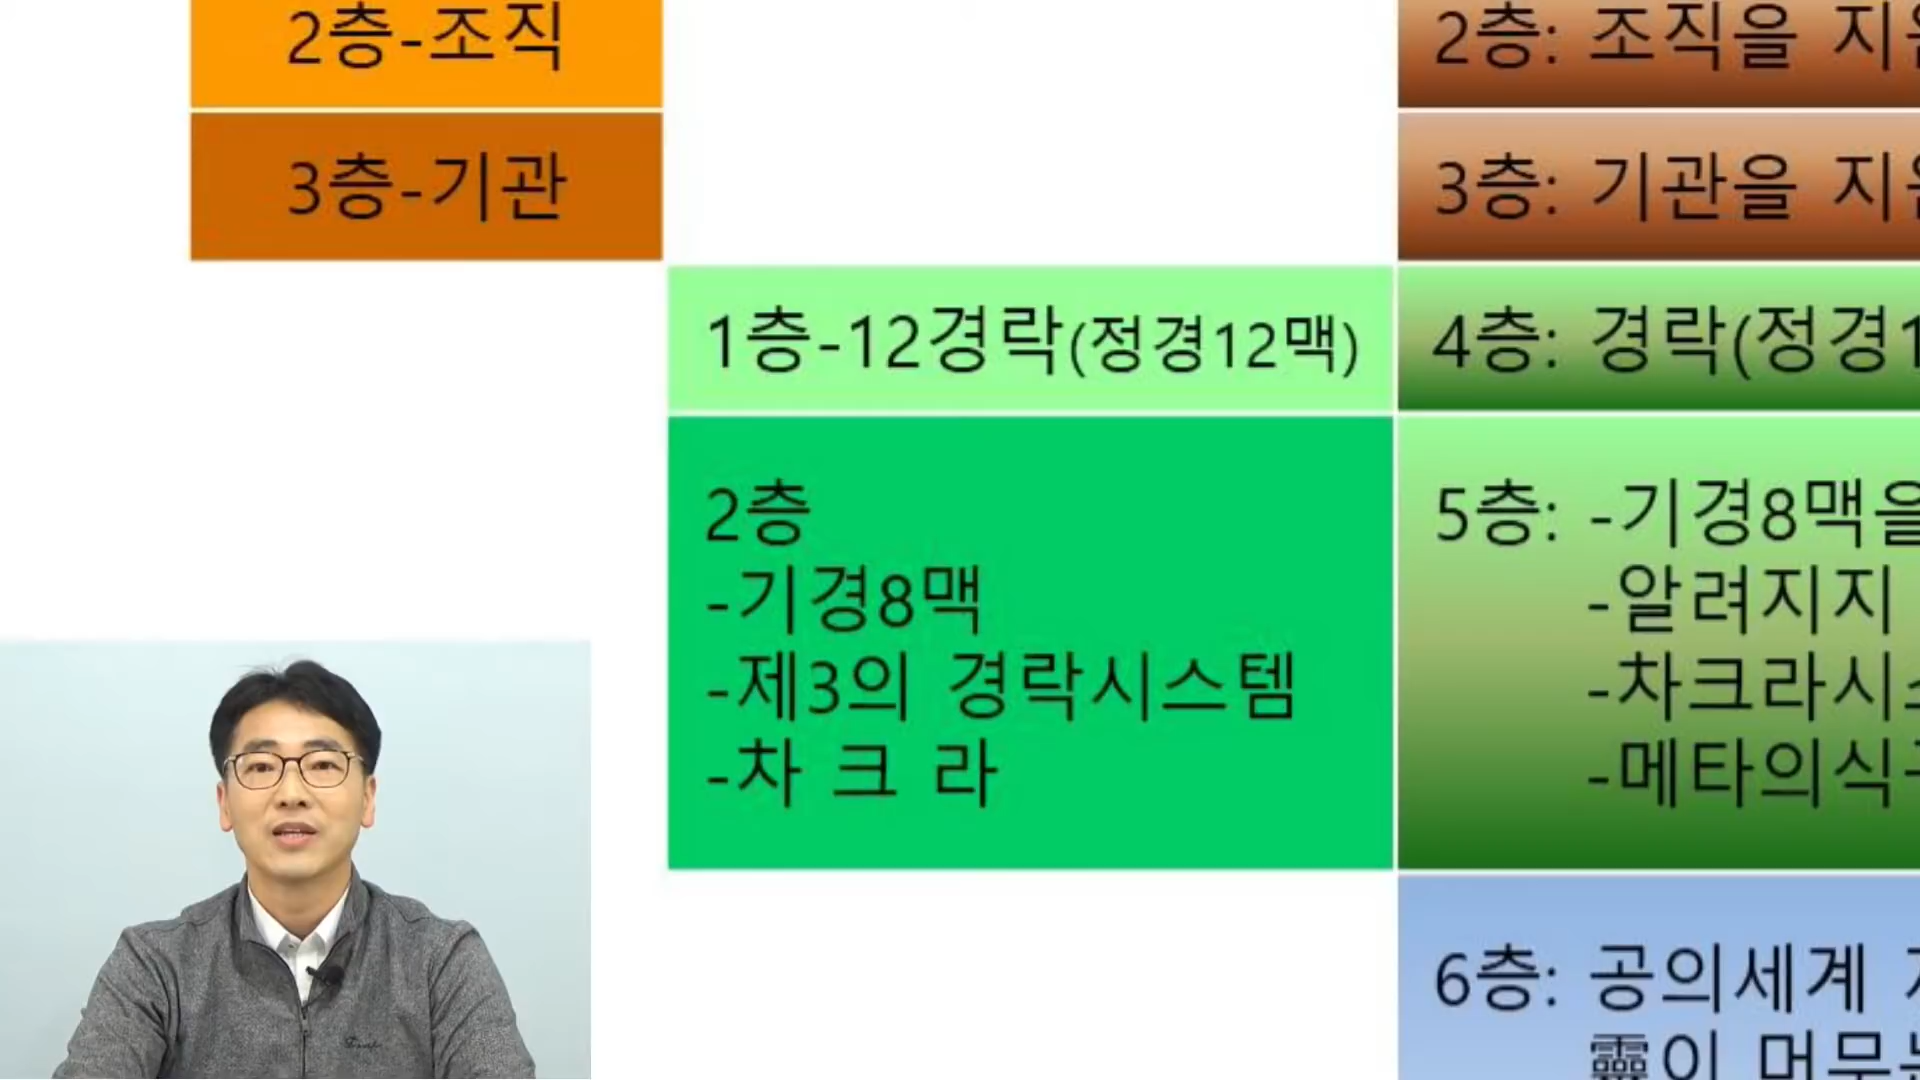 2층-조직
3층-기관
1층-12경락(정경12맥)
2층
-기경8맥
-제3의 경락시스템
-차 크 라
2층: 조직을
3층: 기관을
4층: 경락(정경1
5층: -기경8맥을
-알려지지
-차크라시
-메타의식
6층: 공의세계
靈이